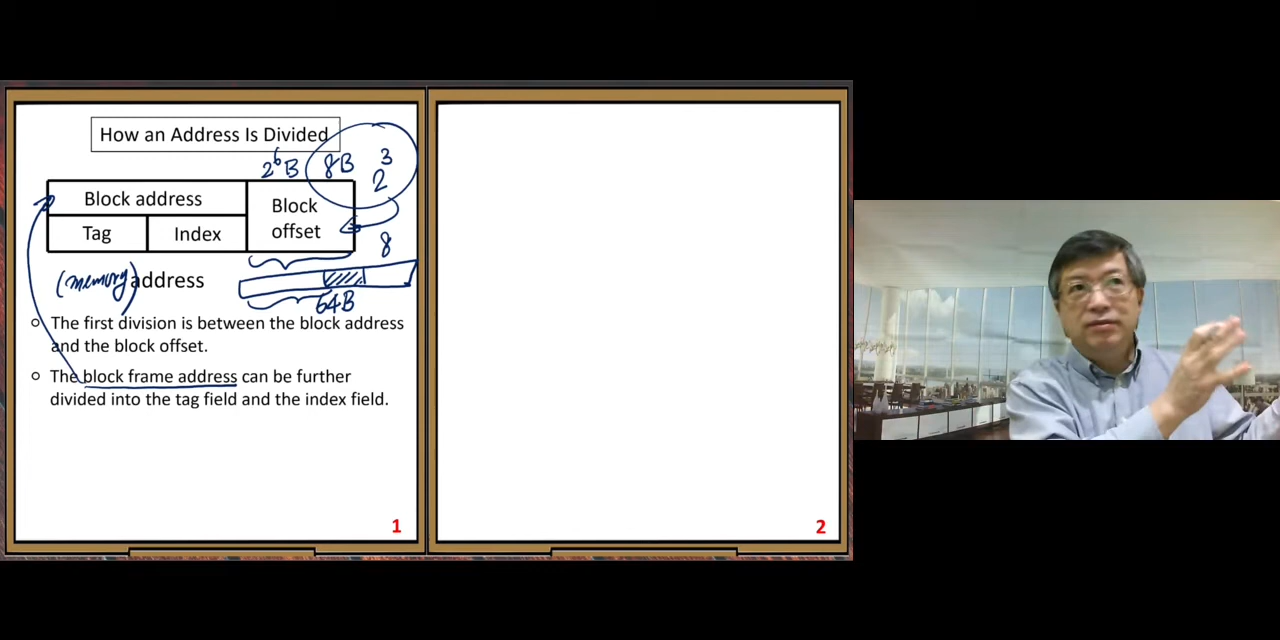 How an Address Is Divided
2^6 B 8B 2^3
Block address
Block offset
Tag Index
8
(memory) address
64B
o The first division is between the block address
and the block offset.
o The block frame address can be further
divided into the tag field and the index field.
1
2